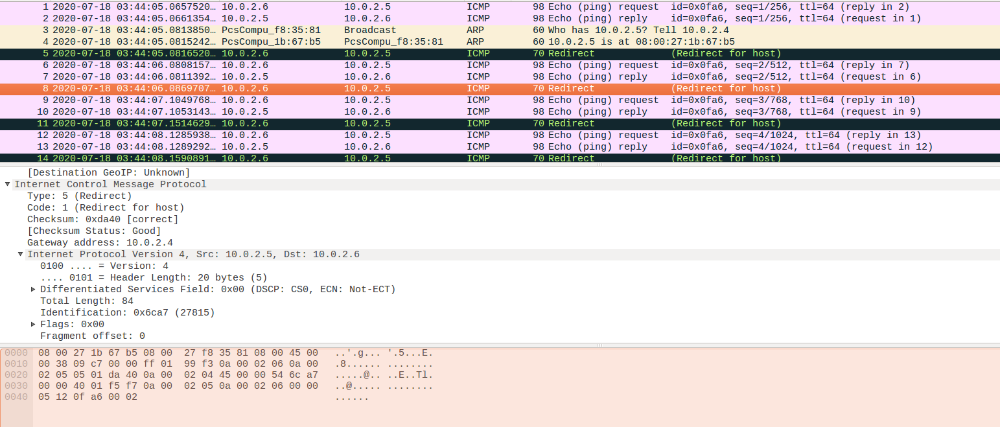 1 2020-07-18 03:44:05.0657520… 10.0.2.6 10.0.2.5 ICMP 98 Echo (ping) request id=0x0fa6, seq=1/256, ttl=64 (reply in 2)
2 2020-07-18 03:44:05.0661354… 10.0.2.5 10.0.2.6 ICMP 98 Echo (ping) reply id=0x0fa6, seq=1/256, ttl=64 (request in 1)
3 2020-07-18 03:44:05.0813850… PcsCompu_f8:35:81 Broadcast ARP 60 Who has 10.0.2.5? Tell 10.0.2.4
4 2020-07-18 03:44:05.0815242… PcsCompu_1b:67:b5 PcsCompu_f8:35:81 ARP 60 10.0.2.5 is at 08:00:27:1b:67:b5
5 2020-07-18 03:44:05.0816520… 10.0.2.6 10.0.2.5 ICMP 70 Redirect (Redirect for host)
6 2020-07-18 03:44:06.0808157… 10.0.2.6 10.0.2.5 ICMP 98 Echo (ping) request id=0x0fa6, seq=2/512, ttl=64 (reply in 7)
7 2020-07-18 03:44:06.0811392… 10.0.2.5 10.0.2.6 ICMP 98 Echo (ping) reply id=0x0fa6, seq=2/512, ttl=64 (request in 6)
8 2020-07-18 03:44:06.0869707… 10.0.2.6 10.0.2.5 ICMP 70 Redirect (Redirect for host)
9 2020-07-18 03:44:07.1049768… 10.0.2.6 10.0.2.5 ICMP 98 Echo (ping) request id=0x0fa6, seq=3/768, ttl=64 (reply in 10)
10 2020-07-18 03:44:07.1053143… 10.0.2.5 10.0.2.6 ICMP 98 Echo (ping) reply id=0x0fa6, seq=3/768, ttl=64 (request in 9)
11 2020-07-18 03:44:07.1514629… 10.0.2.6 10.0.2.5 ICMP 70 Redirect (Redirect for host)
12 2020-07-18 03:44:08.1285938… 10.0.2.6 10.0.2.5 ICMP 98 Echo (ping) request id=0x0fa6, seq=4/1024, ttl=64 (reply in 13)
13 2020-07-18 03:44:08.1289292… 10.0.2.5 10.0.2.6 ICMP 98 Echo (ping) reply id=0x0fa6, seq=4/1024, ttl=64 (request in 12)
14 2020-07-18 03:44:08.1590891… 10.0.2.6 10.0.2.5 ICMP 70 Redirect (Redirect for host)
[Destination GeoIP: Unknown]
Internet Control Message Protocol
Type: 5 (Redirect)
Code: 1 (Redirect for host)
Checksum: 0xda40 [correct]
[Checksum Status: Good]
Gateway address: 10.0.2.4
Internet Protocol Version 4, Src: 10.0.2.5, Dst: 10.0.2.6
0100 .... = Version: 4
.... 0101 = Header Length: 20 bytes (5)
Differentiated Services Field: 0x00 (DSCP: CS0, ECN: Not-ECT)
Total Length: 84
Identification: 0x6ca7 (27815)
Flags: 0x00
Fragment offset: 0
0000 08 00 27 1b 67 b5 08 00 27 f8 35 81 08 00 45 00 ..'.g... '.5...E.
0010 00 38 09 c7 00 00 ff 01 99 f3 0a 00 02 06 0a 00 .8...... ........
0020 02 05 05 01 da 40 0a 00 02 04 45 00 00 54 6c a7 .....@.. ..E..Tl.
0030 00 00 40 01 f5 f7 0a 00 02 05 0a 00 02 06 00 00 ..@..... ........
0040 05 12 0f a6 00 02 ......